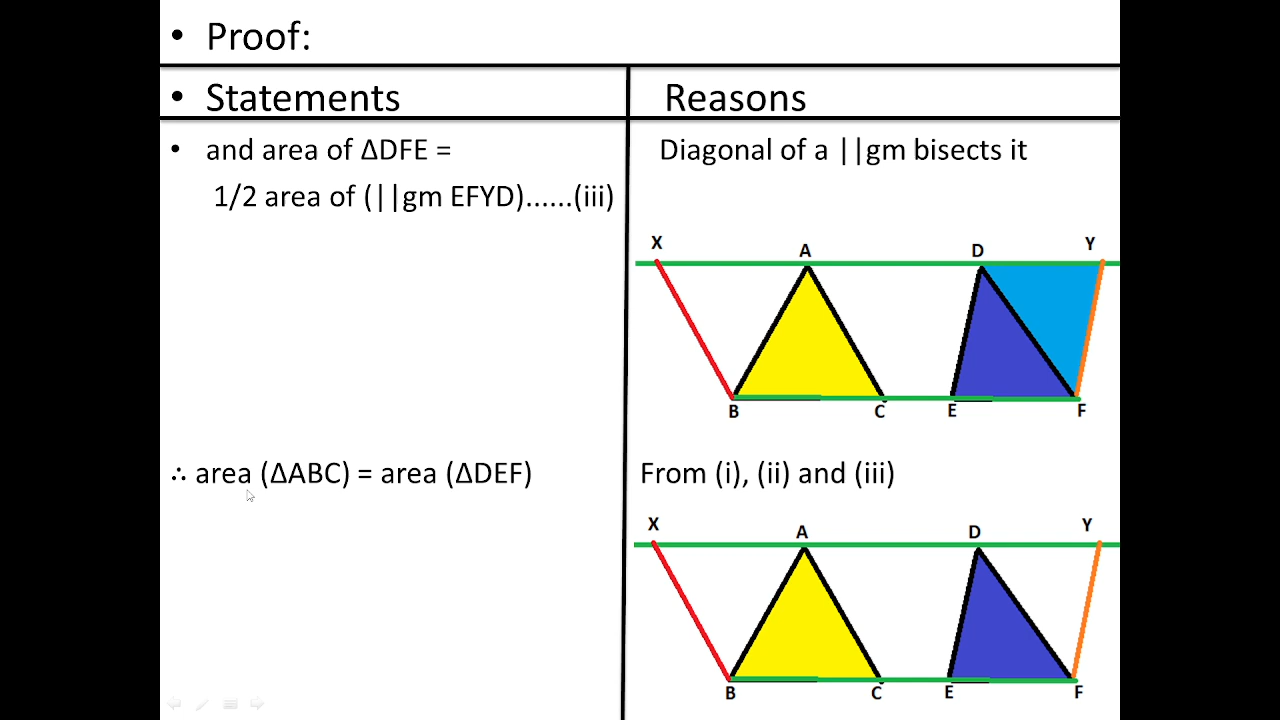 • Proof:
• Statements
Reasons
• and area of ΔDFE =
Diagonal of a ||gm bisects it
1/2 area of (||gm EFYD)......(iii)
X A D Y
B C E F
∴ area (ΔABC) = area (ΔDEF)
From (i), (ii) and (iii)
X A D Y
B C E F